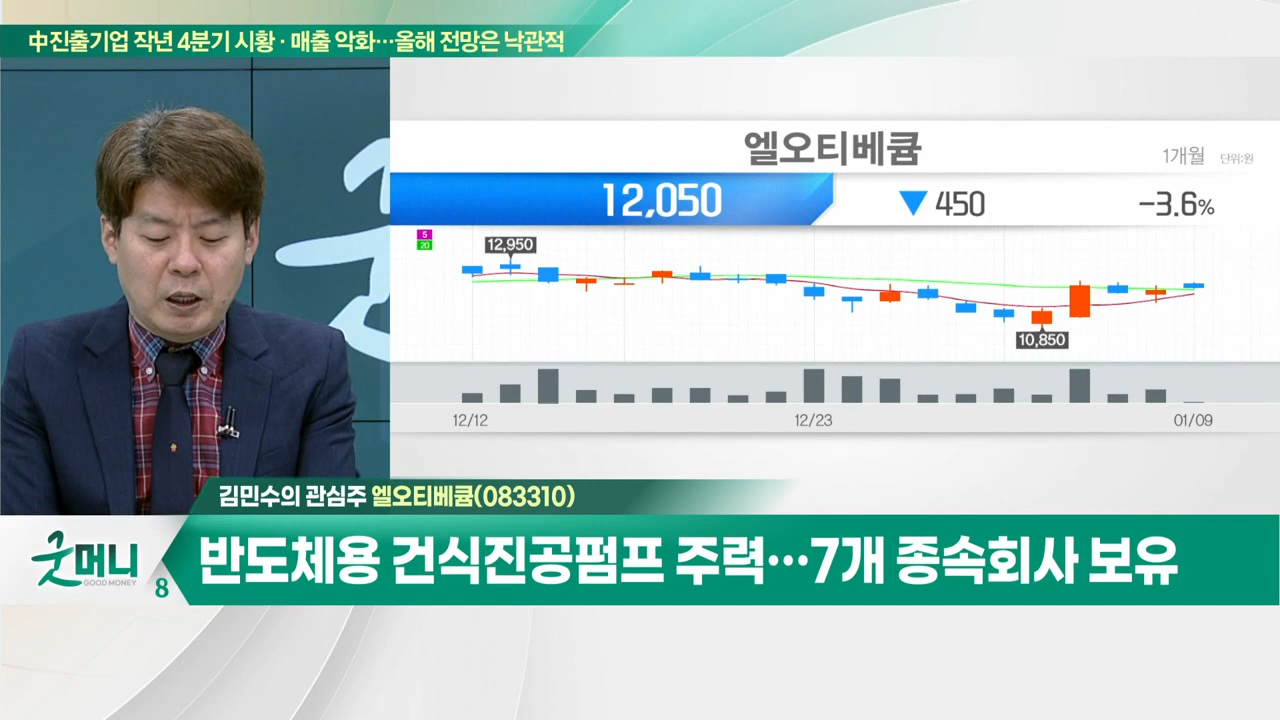 中진출기업 작년 4분기 시황·매출 악화…올해 전망은 낙관적
엘오티베큠
1개월 단위:원
12,050 ▼ 450 -3.6%
5
20
12,950
10,850
12/12 12/23 01/09
김민수의 관심주 엘오티베큠(083310)
굿머니
GOOD MONEY
8
반도체용 건식진공펌프 주력…7개 종속회사 보유